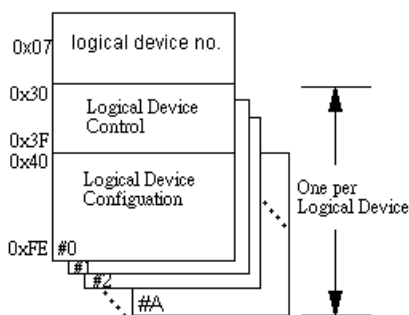 0x07
logical device no.
0x30
Logical Device
Control
0x3F
0x40
Logical Device
Configuation
One per
Logical Device
0xFE
#0
#1
#2
#A